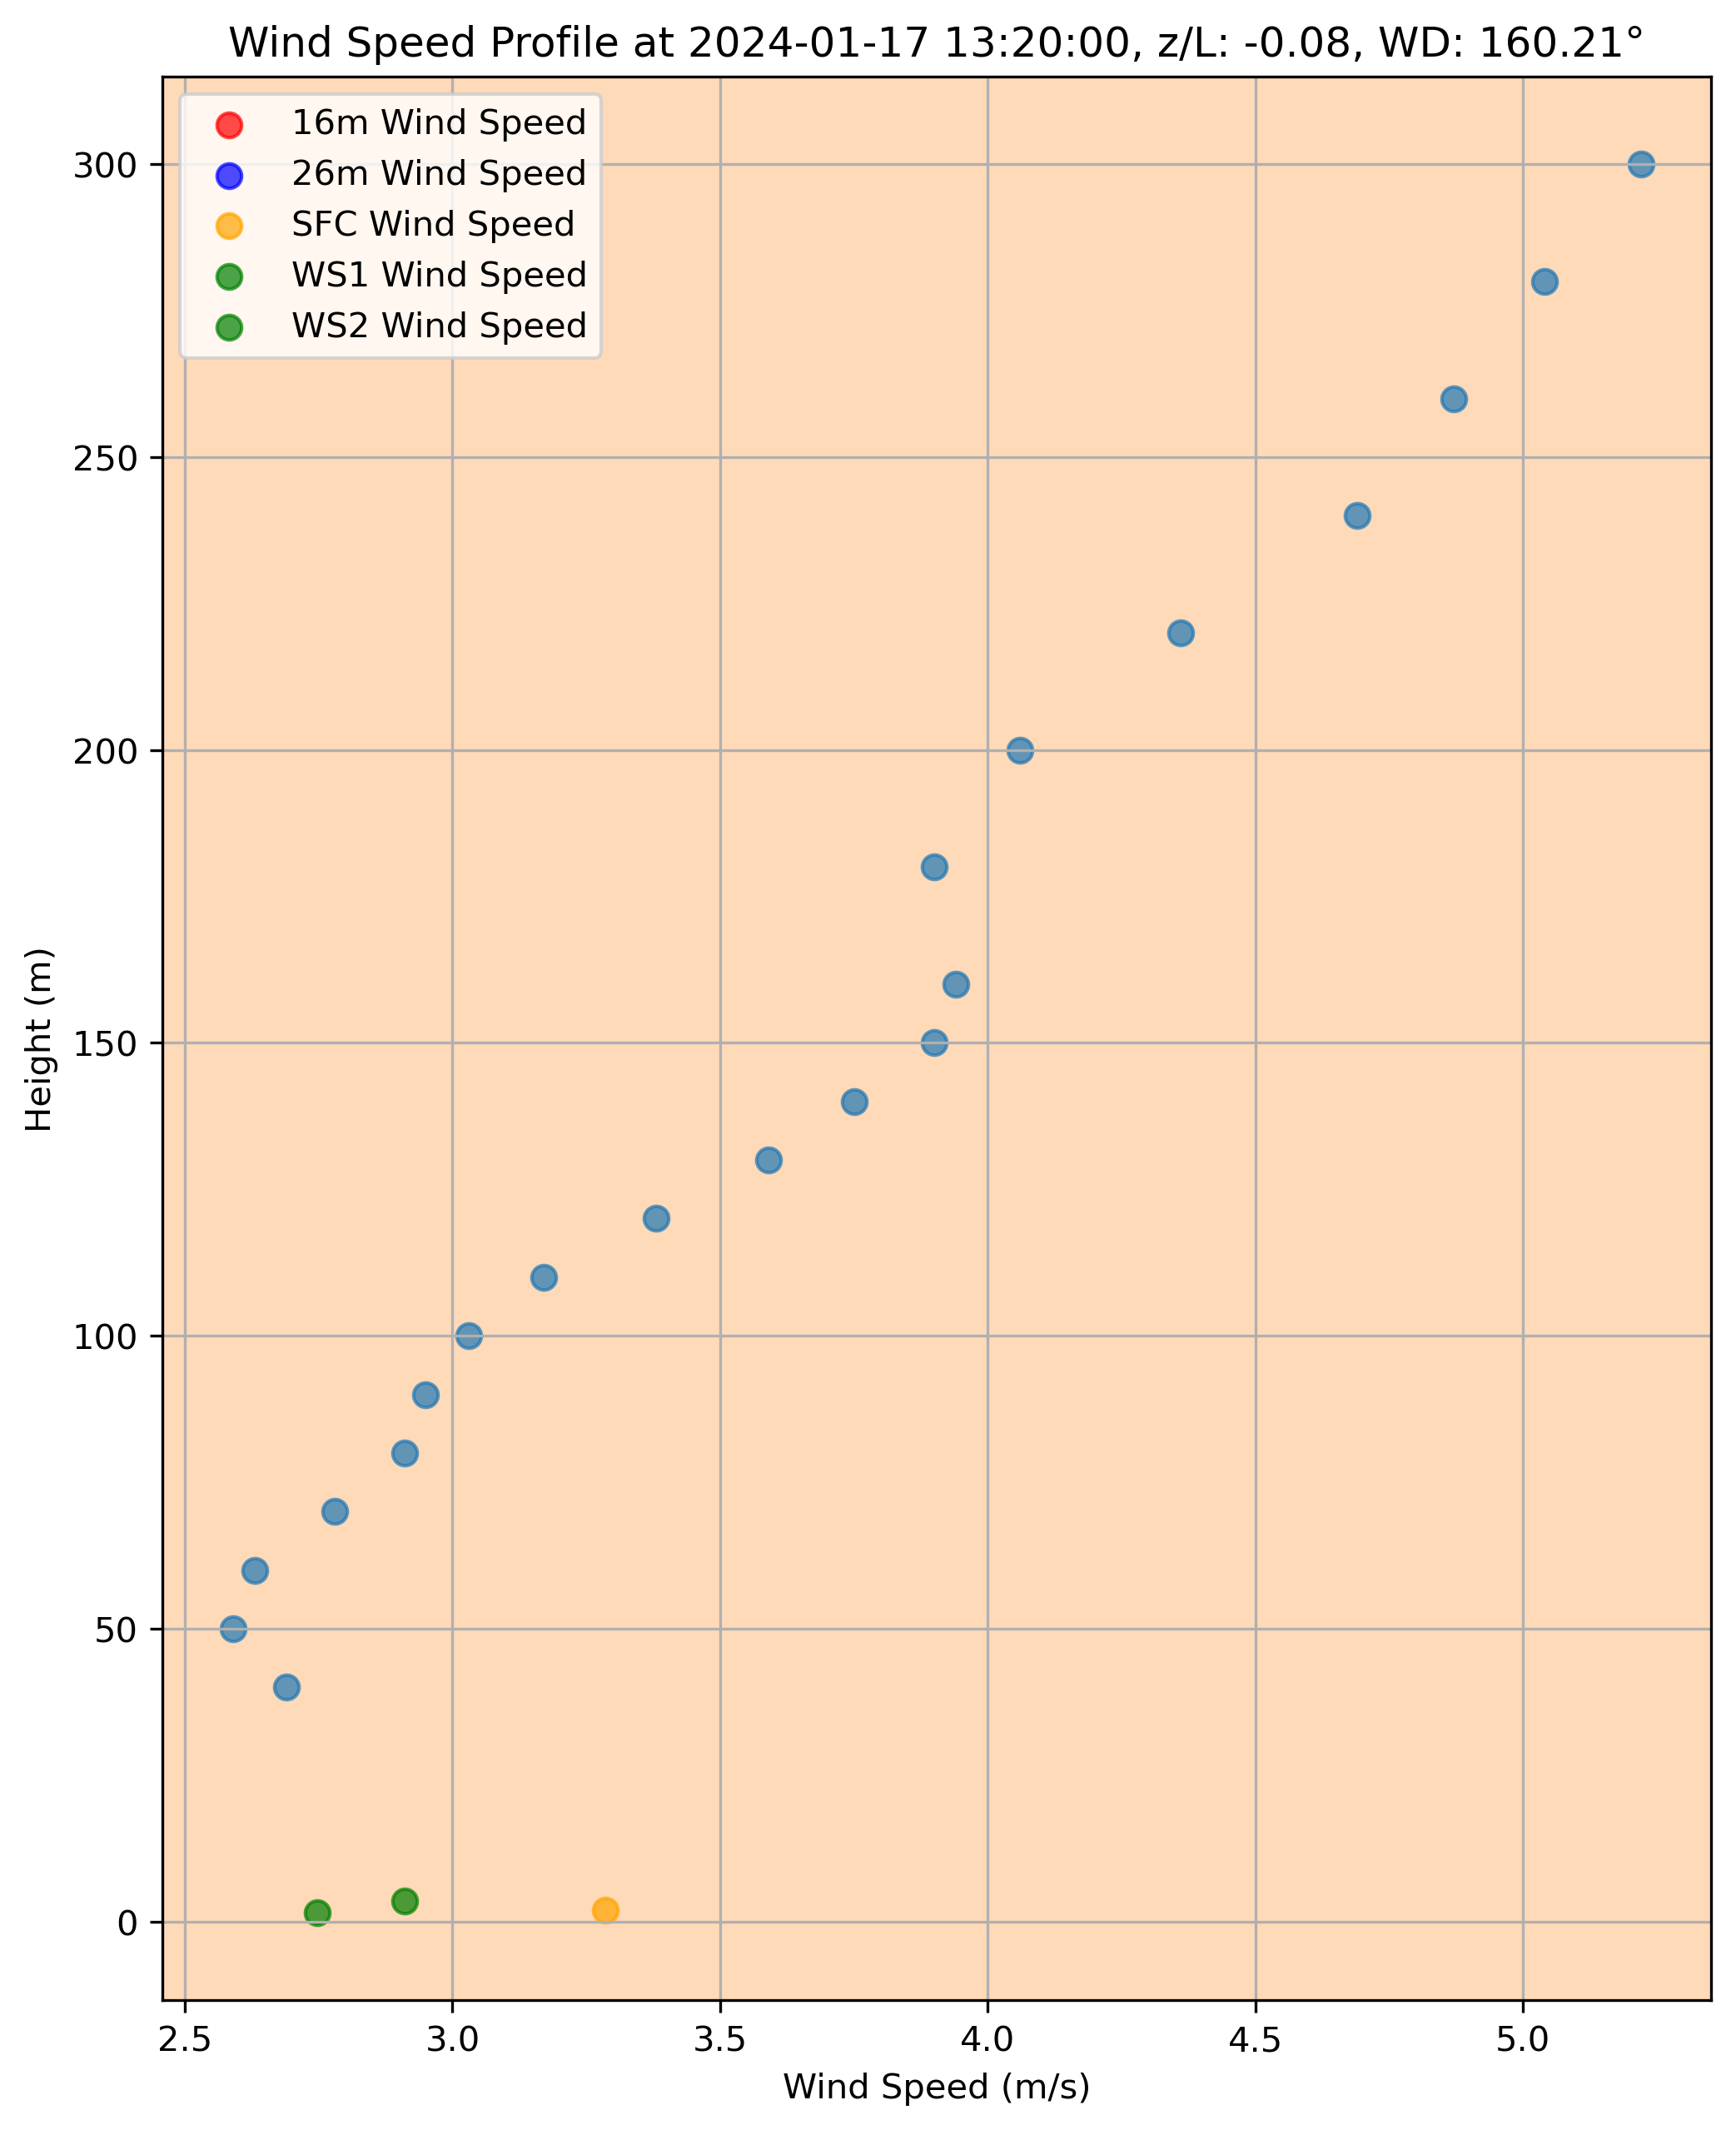 Wind Speed Profile at 2024-01-17 13:20:00, z/L: -0.08, WD: 160.21°
16m Wind Speed
26m Wind Speed
SFC Wind Speed
WS1 Wind Speed
WS2 Wind Speed
300
250
200
150
100
50
0
Height (m)
2.5 3.0 3.5 4.0 4.5 5.0
Wind Speed (m/s)